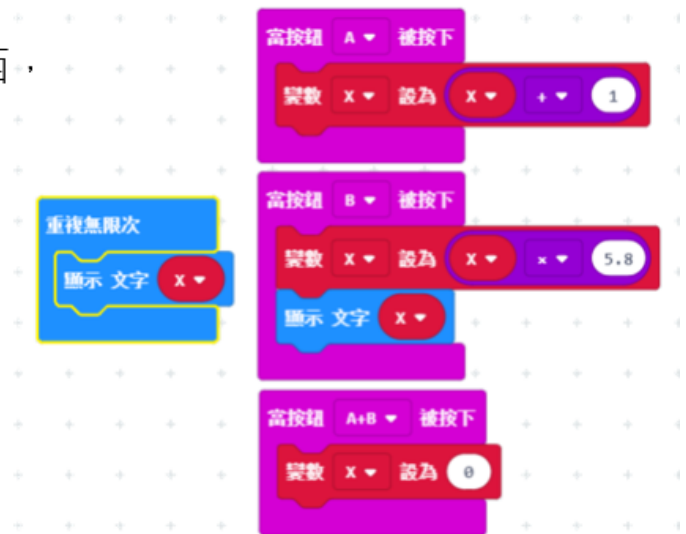 當按鈕 A 被按下
變數 X 設為 X + 1
重複無限次
顯示 文字 X
當按鈕 B 被按下
變數 X 設為 X × 5.8
顯示 文字 X
當按鈕 A+B 被按下
變數 X 設為 0